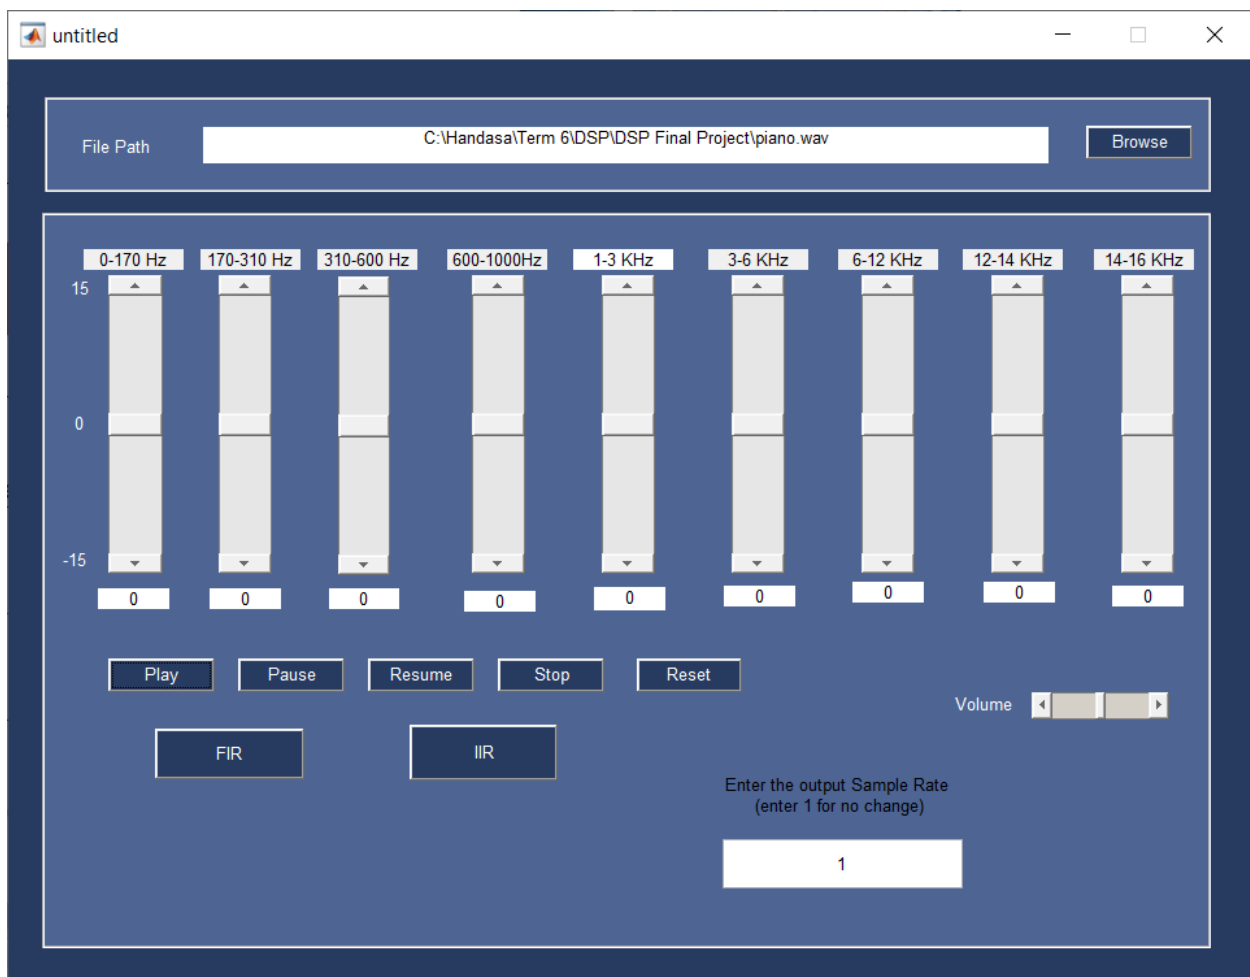 untitled
File Path
C:\Handasa\Term 6\DSP\DSP Final Project\piano.wav
Browse
0-170 Hz 170-310 Hz 310-600 Hz 600-1000Hz 1-3 KHz 3-6 KHz 6-12 KHz 12-14 KHz 14-16 KHz
15
0
-15
0 0 0 0 0 0 0 0 0
Play Pause Resume Stop Reset
Volume
FIR IIR
Enter the output Sample Rate
(enter 1 for no change)
1